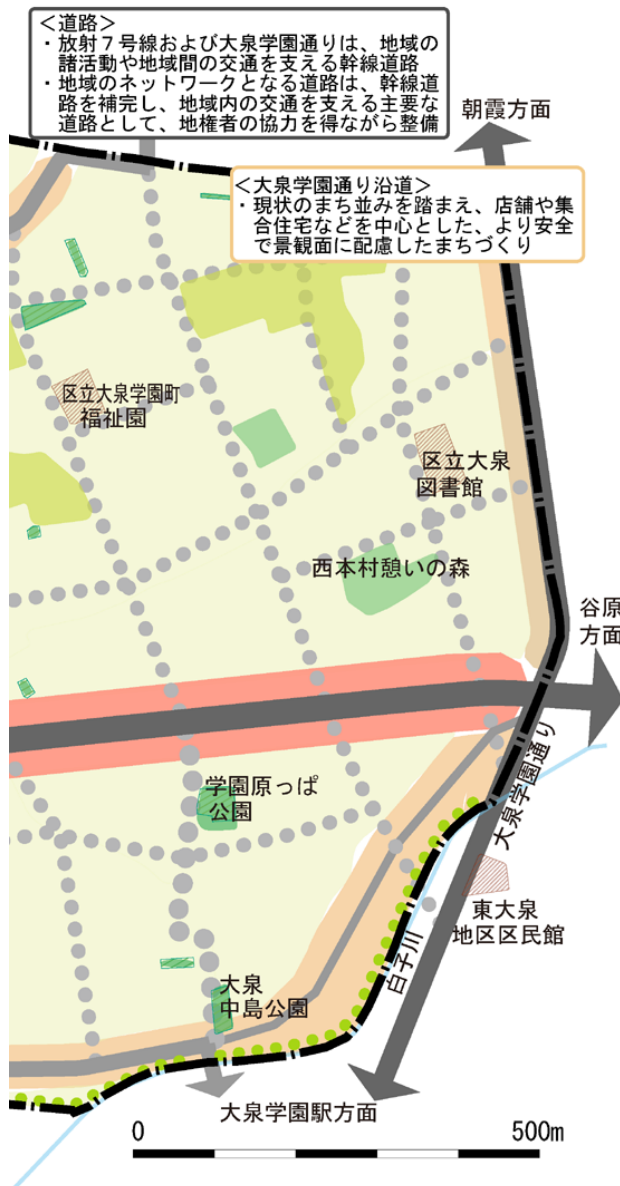 ＜道路＞
・放射７号線および大泉学園通りは、地域の
諸活動や地域間の交通を支える幹線道路
・地域のネットワークとなる道路は、幹線道
路を補完し、地域内の交通を支える主要な
道路として、地権者の協力を得ながら整備
朝霞方面
＜大泉学園通り沿道＞
・現状のまち並みを踏まえ、店舗や集
合住宅などを中心とした、より安全
で景観面に配慮したまちづくり
区立大泉学園町
福祉園
区立大泉
図書館
西本村憩いの森
谷原
方面
大泉学園通り
学園原っぱ
公園
東大泉
地区区民館
白子川
大泉
中島公園
大泉学園駅方面
0
500m